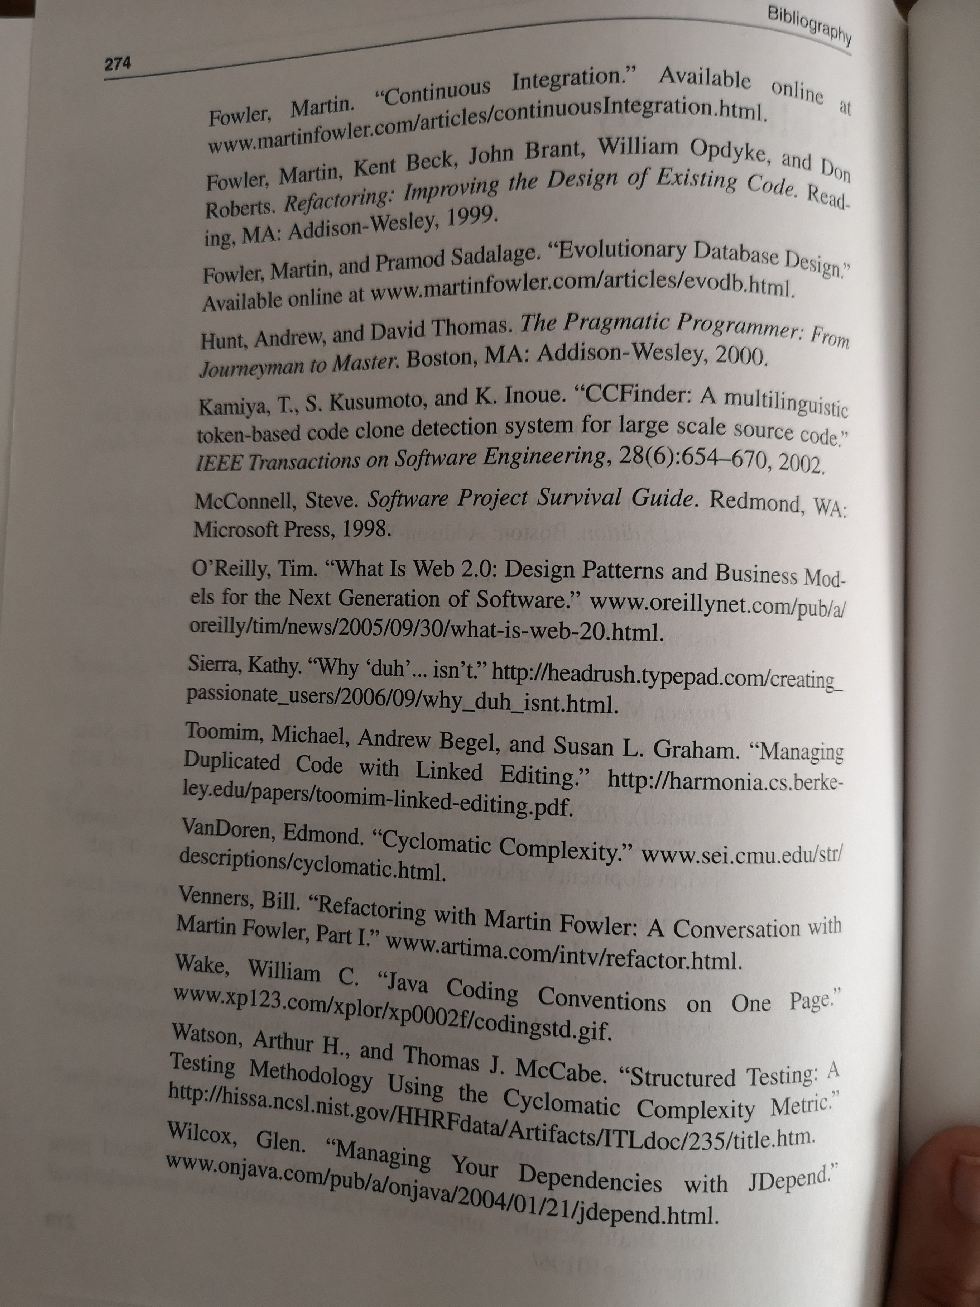 274
Bibliography
Fowler, Martin. “Continuous Integration.” Available online at
www.martinfowler.com/articles/continuousIntegration.html.
Fowler, Martin, Kent Beck, John Brant, William Opdyke, and Don
Roberts. Refactoring: Improving the Design of Existing Code. Read-
ing, MA: Addison-Wesley, 1999.
Fowler, Martin, and Pramod Sadalage. “Evolutionary Database Design.”
Available online at www.martinfowler.com/articles/evodb.html.
Hunt, Andrew, and David Thomas. The Pragmatic Programmer: From
Journeyman to Master. Boston, MA: Addison-Wesley, 2000.
Kamiya, T., S. Kusumoto, and K. Inoue. “CCFinder: A multilinguistic
token-based code clone detection system for large scale source code.”
IEEE Transactions on Software Engineering, 28(6):654–670, 2002.
McConnell, Steve. Software Project Survival Guide. Redmond, WA:
Microsoft Press, 1998.
O’Reilly, Tim. “What Is Web 2.0: Design Patterns and Business Mod-
els for the Next Generation of Software.” www.oreillynet.com/pub/a/
oreilly/tim/news/2005/09/30/what-is-web-20.html.
Sierra, Kathy. “Why ‘duh’... isn’t.” http://headrush.typepad.com/creating_
passionate_users/2006/09/why_duh_isnt.html.
Toomim, Michael, Andrew Begel, and Susan L. Graham. “Managing
Duplicated Code with Linked Editing.” http://harmonia.cs.berke-
ley.edu/papers/toomim-linked-editing.pdf.
VanDoren, Edmond. “Cyclomatic Complexity.” www.sei.cmu.edu/str/
descriptions/cyclomatic.html.
Venners, Bill. “Refactoring with Martin Fowler: A Conversation with
Martin Fowler, Part I.” www.artima.com/intv/refactor.html.
Wake, William C. “Java Coding Conventions on One Page.”
www.xp123.com/xplor/xp0002f/codingstd.gif.
Watson, Arthur H., and Thomas J. McCabe. “Structured Testing: A
Testing Methodology Using the Cyclomatic Complexity Metric.”
http://hissa.ncsl.nist.gov/HHRFdata/Artifacts/ITLdoc/235/title.htm.
Wilcox, Glen. “Managing Your Dependencies with JDepend.”
www.onjava.com/pub/a/onjava/2004/01/21/jdepend.html.